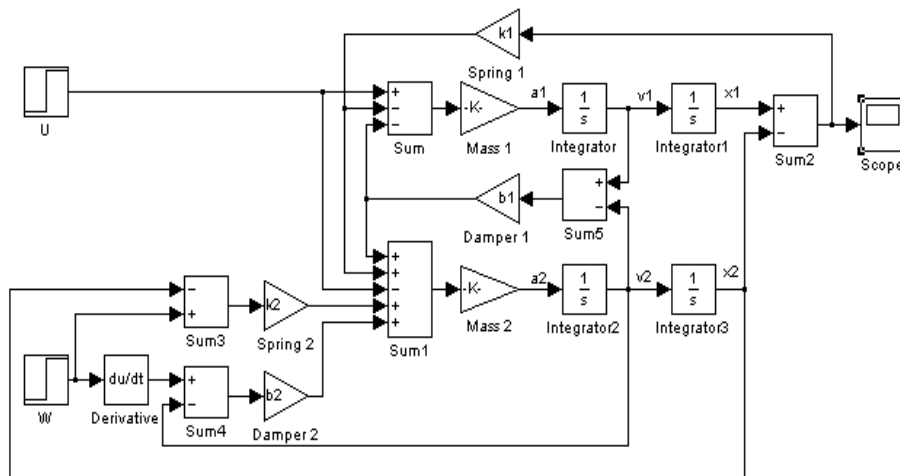 k1
Spring 1
U
+
−
−
Sum
-K-
Mass 1
a1
1
s
Integrator
v1
1
s
Integrator1
x1
+
−
Sum2
Scope
b1
Damper 1
+
−
Sum5
+
+
−
+
+
Sum1
-K-
Mass 2
a2
1
s
Integrator2
v2
1
s
Integrator3
x2
−
+
Sum3
k2
Spring 2
W
du/dt
Derivative
+
−
Sum4
b2
Damper 2